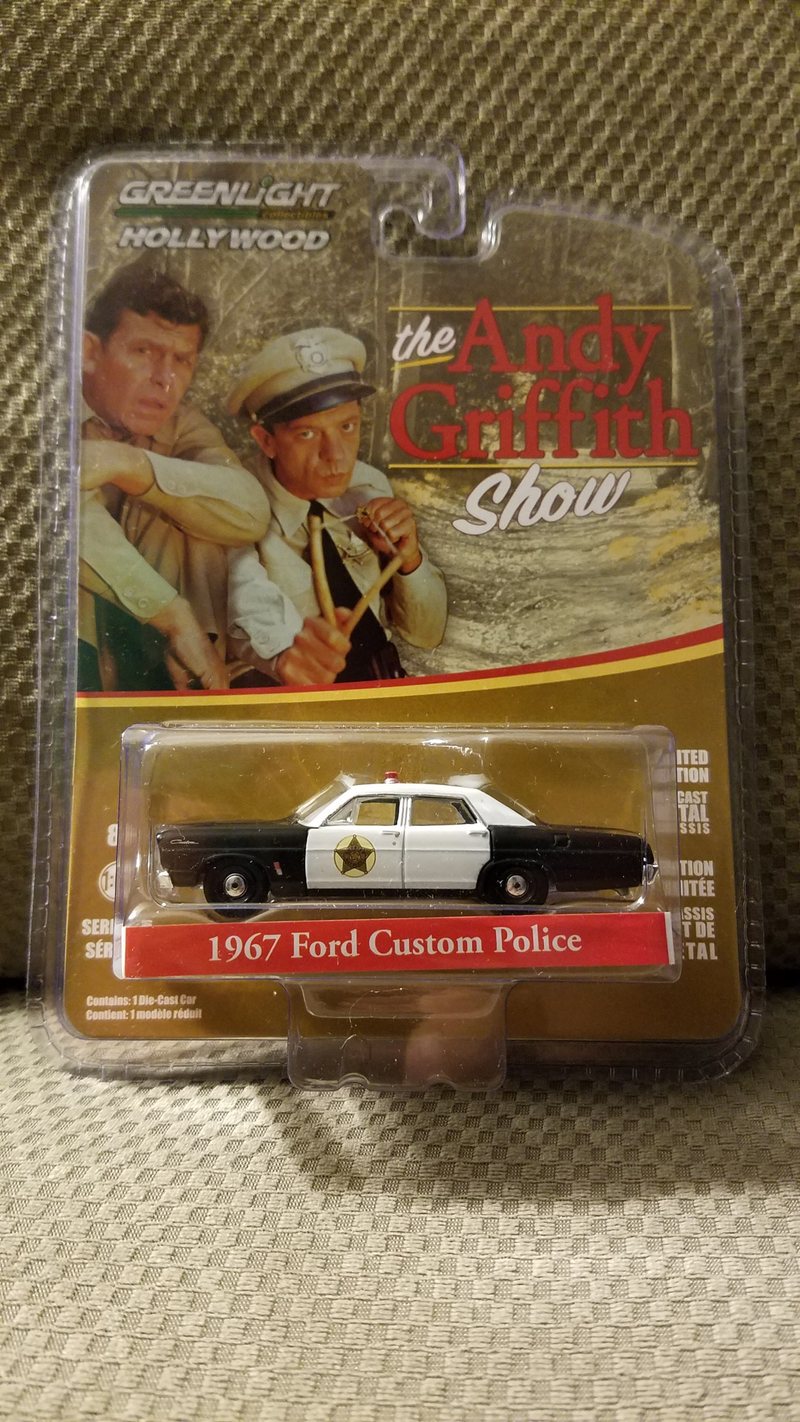 GREENLiGHT
collectibles
HOLLYWOOD
the Andy
Griffith
Show
1967 Ford Custom Police
Contains: 1 Die-Cast Car
Contient: 1 modèle réduit